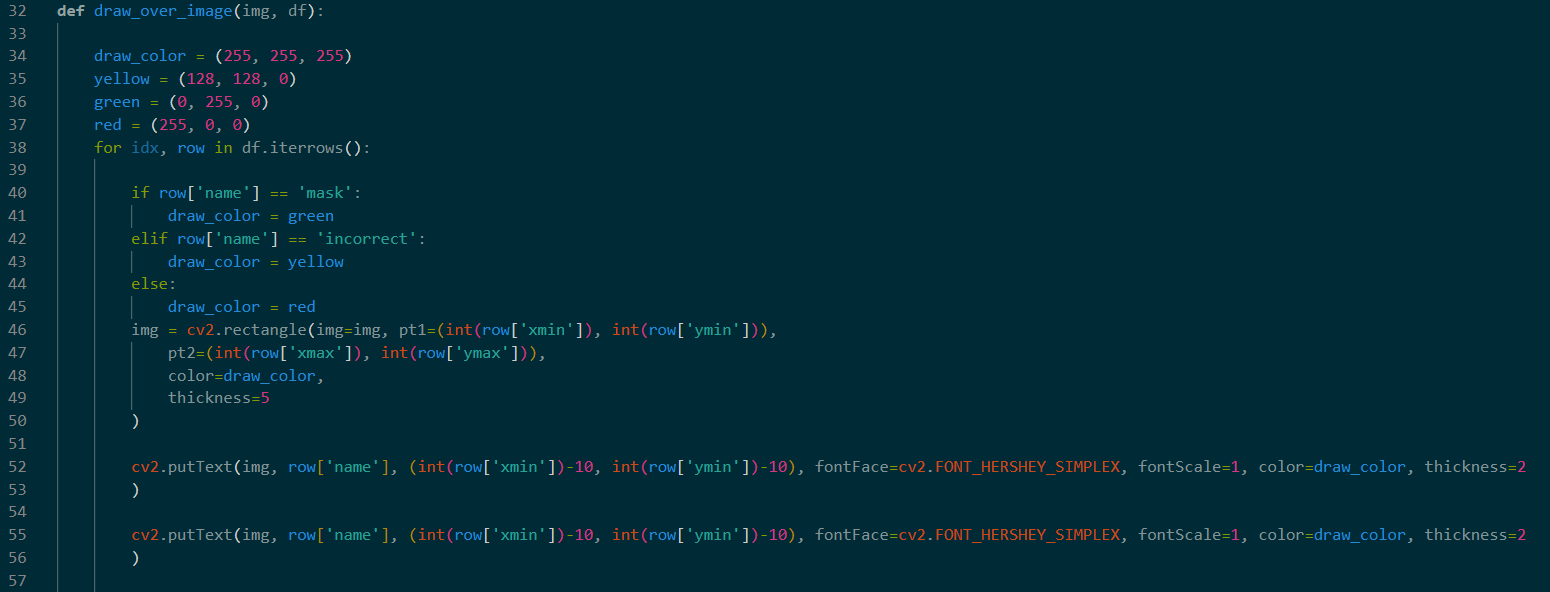 32 def draw_over_image(img, df):
33
34 draw_color = (255, 255, 255)
35 yellow = (128, 128, 0)
36 green = (0, 255, 0)
37 red = (255, 0, 0)
38 for idx, row in df.iterrows():
39
40 if row['name'] == 'mask':
41 draw_color = green
42 elif row['name'] == 'incorrect':
43 draw_color = yellow
44 else:
45 draw_color = red
46 img = cv2.rectangle(img=img, pt1=(int(row['xmin']), int(row['ymin'])),
47 pt2=(int(row['xmax']), int(row['ymax'])),
48 color=draw_color,
49 thickness=5
50 )
51
52 cv2.putText(img, row['name'], (int(row['xmin'])-10, int(row['ymin'])-10), fontFace=cv2.FONT_HERSHEY_SIMPLEX, fontScale=1, color=draw_color, thickness=2
53 )
54
55 cv2.putText(img, row['name'], (int(row['xmin'])-10, int(row['ymin'])-10), fontFace=cv2.FONT_HERSHEY_SIMPLEX, fontScale=1, color=draw_color, thickness=2
56 )
57